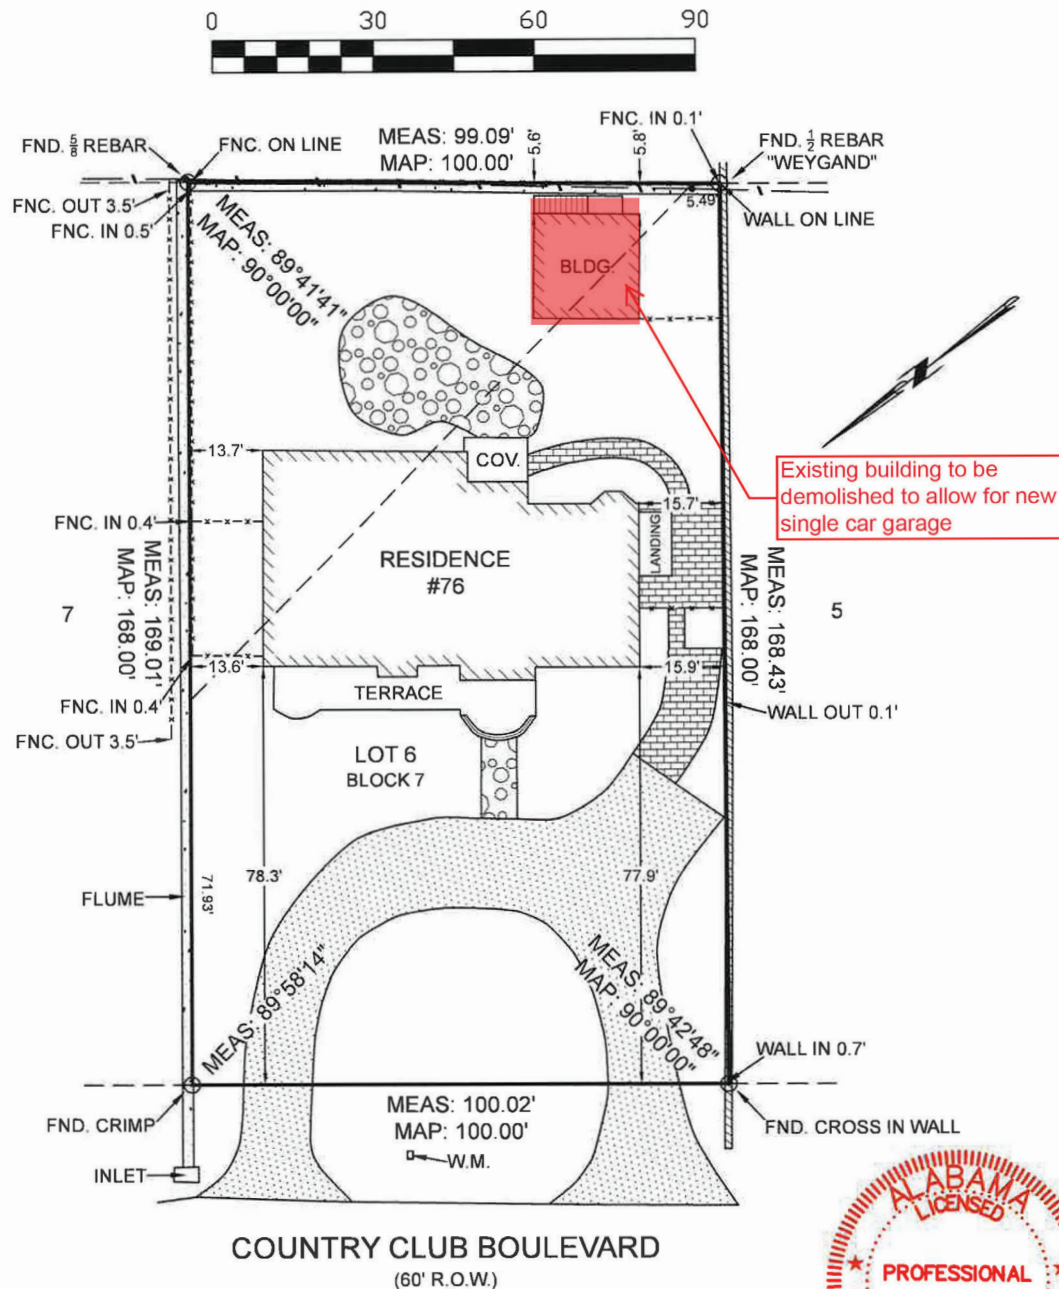 0 30 60 90
FND. 5/8 REBAR
FNC. ON LINE
MEAS: 99.09'
MAP: 100.00'
5.6'
5.8'
FNC. IN 0.1'
FND. 1/2 REBAR
"WEYGAND"
FNC. OUT 3.5'
FNC. IN 0.5'
5.49'
WALL ON LINE
MEAS: 89°41'41"
MAP: 90°00'00"
BLDG.
13.7'
COV.
Existing building to be
demolished to allow for new
single car garage
15.7'
FNC. IN 0.4'
LANDING
RESIDENCE
#76
MEAS: 169.01'
MAP: 168.00'
MEAS: 168.43'
MAP: 168.00'
7
5
13.6'
15.9'
TERRACE
FNC. IN 0.4'
WALL OUT 0.1'
FNC. OUT 3.5'
LOT 6
BLOCK 7
FLUME
71.93'
78.3'
77.9'
MEAS: 89°58'14"
MEAS: 89°42'48"
MAP: 90°00'00"
WALL IN 0.7'
MEAS: 100.02'
MAP: 100.00'
FND. CRIMP
FND. CROSS IN WALL
W.M.
INLET
COUNTRY CLUB BOULEVARD
(60' R.O.W.)
ALABAMA
LICENSED
PROFESSIONAL